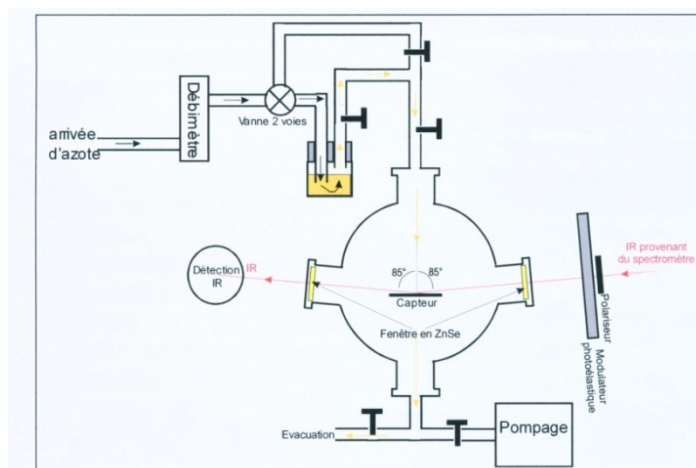 arrivée
d'azote
Débimètre
Vanne 2 voies
Détection
IR
IR
85°
85°
Capteur
Fenêtre en ZnSe
IR provenant
du spectromètre
Polariseur
Modulateur
photoélastique
Evacuation
Pompage